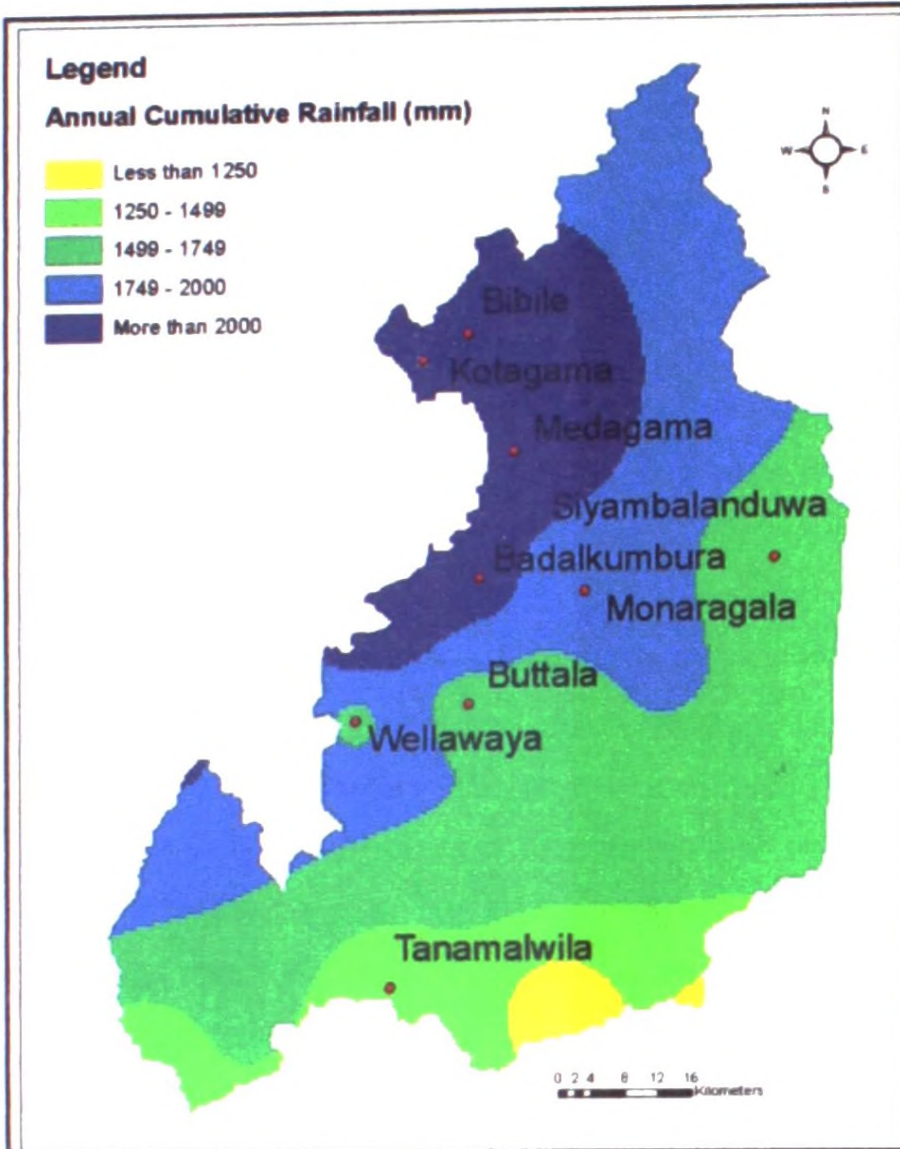 Legend
Annual Cumulative Rainfall (mm)
Less than 1250
1250 - 1499
1499 - 1749
1749 - 2000
More than 2000
N
W E
S
Bibile
Kotagama
Medagama
Siyambalanduwa
Badalkumbura
Monaragala
Buttala
Wellawaya
Tanamalwila
0 2 4 8 12 16
Kilometers